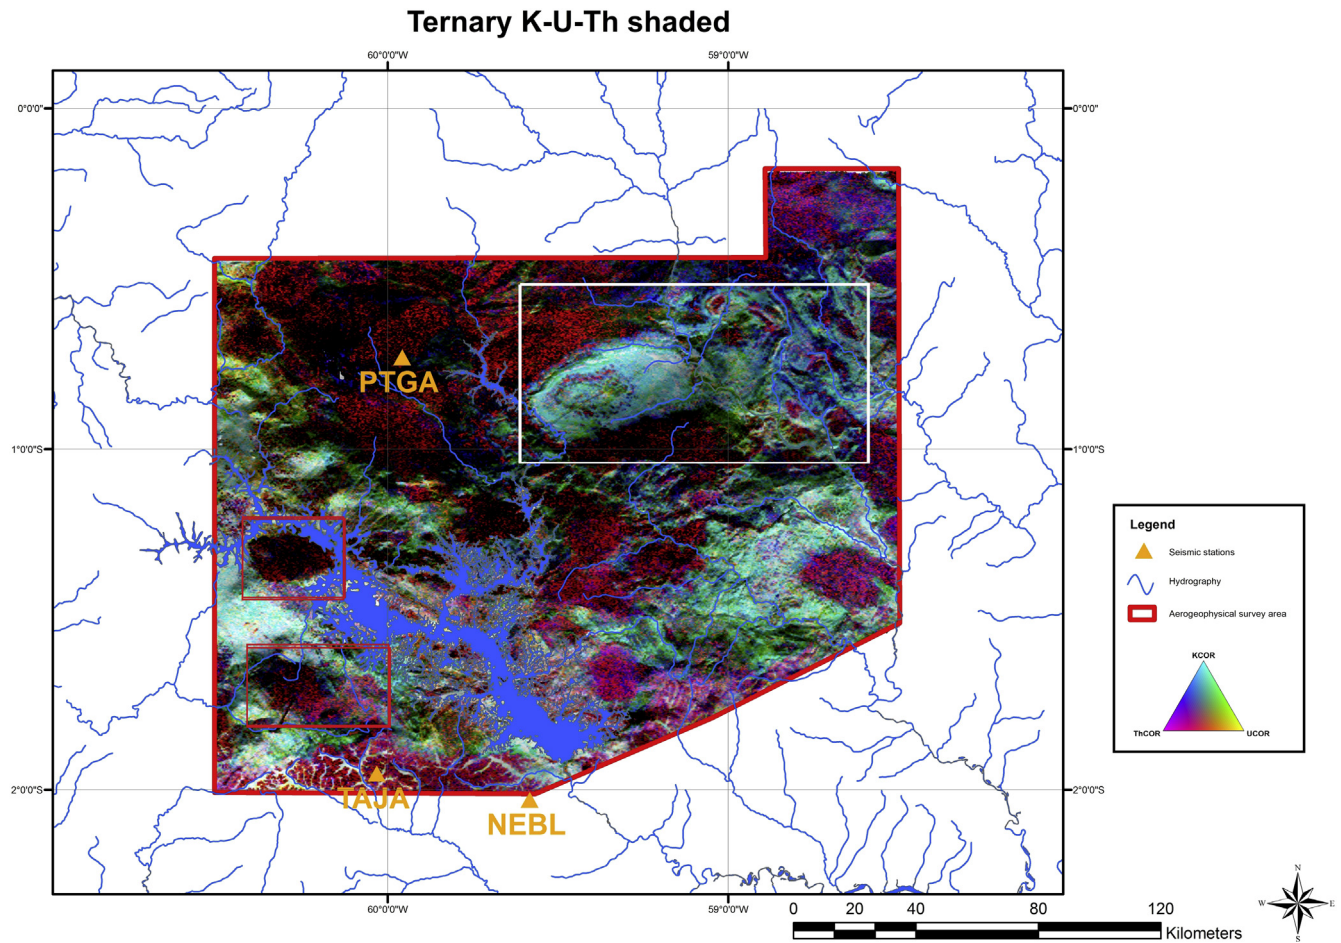 Ternary K-U-Th shaded
60°0'0"W 59°0'0"W
0°0'0" 0°0'0"
PTGA
1°0'0"S 1°0'0"S
Legend
Seismic stations
Hydrography
Aerogeophysical survey area
KCOR
ThCOR UCOR
2°0'0"S 2°0'0"S
TAJA
NEBL
60°0'0"W 59°0'0"W
0 20 40 80 120
Kilometers
N
W E
S